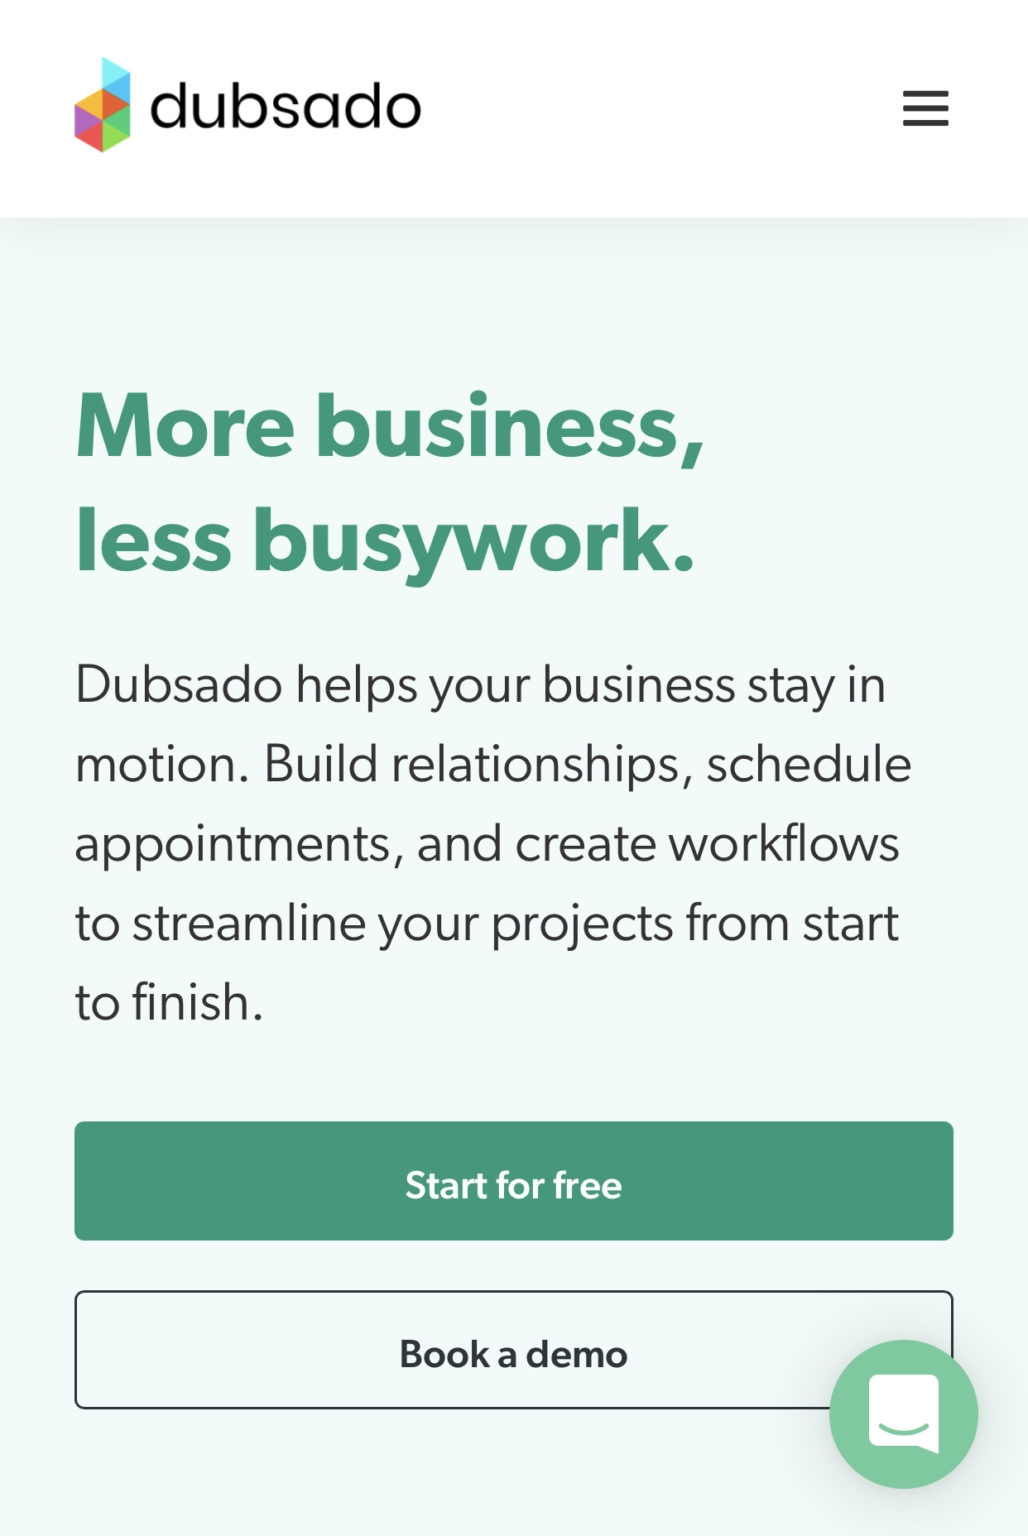 dubsado
More business,
less busywork.
Dubsado helps your business stay in
motion. Build relationships, schedule
appointments, and create workflows
to streamline your projects from start
to finish.
Start for free
Book a demo